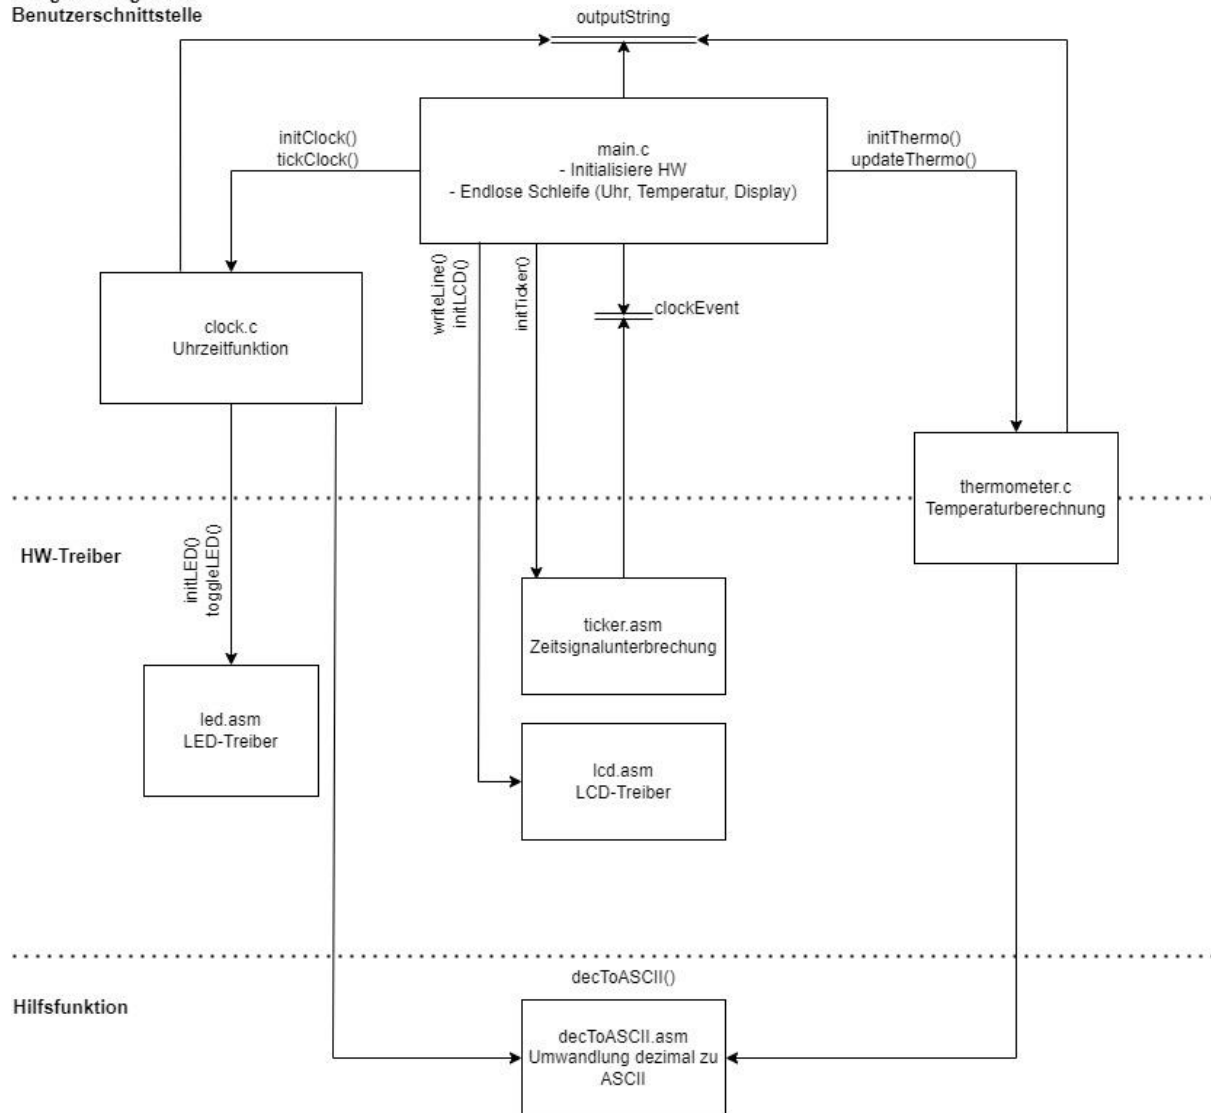 Benutzerschnittstelle
outputString
initClock()
tickClock()
main.c
- Initialisiere HW
- Endlose Schleife (Uhr, Temperatur, Display)
initThermo()
updateThermo()
writeLine()
initLCD()
initTicker()
clockEvent
clock.c
Uhrzeitfunktion
thermometer.c
Temperaturberechnung
HW-Treiber
initLED()
toggleLED()
ticker.asm
Zeitsignalunterbrechung
led.asm
LED-Treiber
lcd.asm
LCD-Treiber
decToASCII()
Hilfsfunktion
decToASCII.asm
Umwandlung dezimal zu
ASCII